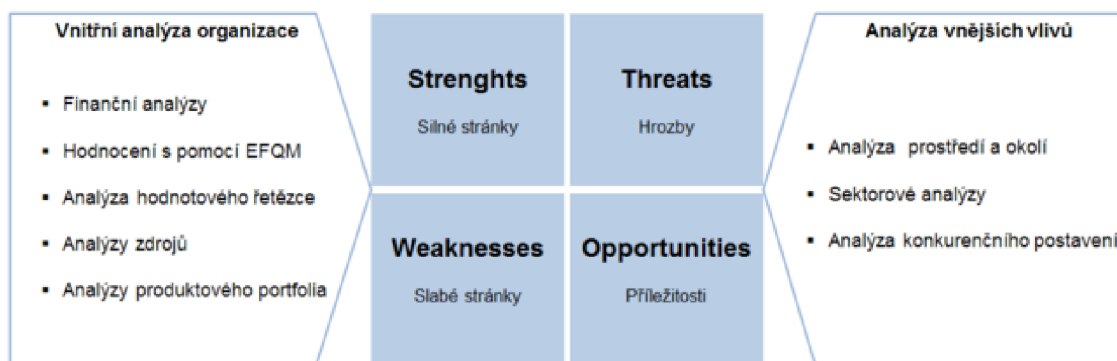 Vnitřní analýza organizace
▪ Finanční analýzy
▪ Hodnocení s pomocí EFQM
▪ Analýza hodnotového řetězce
▪ Analýzy zdrojů
▪ Analýzy produktového portfolia
Strenghts
Silné stránky
Threats
Hrozby
Weaknesses
Slabé stránky
Opportunities
Příležitosti
Analýza vnějších vlivů
▪ Analýza prostředí a okolí
▪ Sektorové analýzy
▪ Analýza konkurenčního postavení